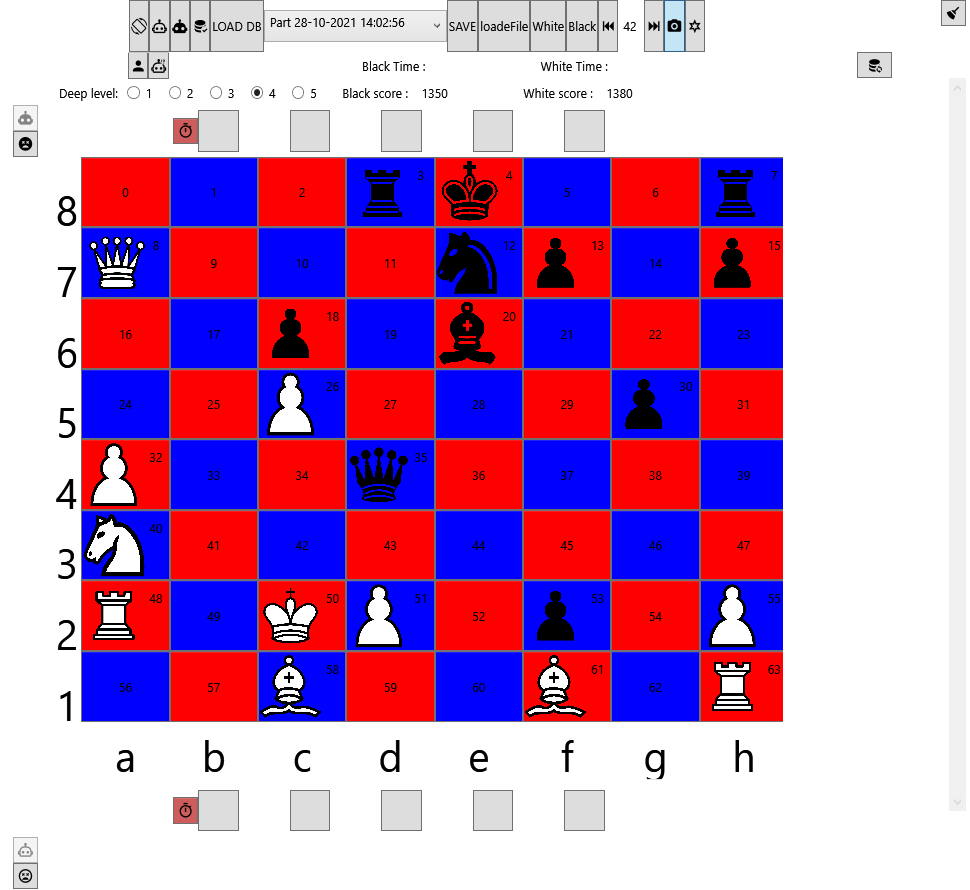 LOAD DB Part 28-10-2021 14:02:56 SAVE loadeFile White Black 42
Black Time : White Time :
Deep level: 1 2 3 4 5 Black score : 1350 White score : 1380
8 0 1 2 3 4 5 6 7
7 8 9 10 11 12 13 14 15
6 16 17 18 19 20 21 22 23
5 24 25 26 27 28 29 30 31
4 32 33 34 35 36 37 38 39
3 40 41 42 43 44 45 46 47
2 48 49 50 51 52 53 54 55
1 56 57 58 59 60 61 62 63
a b c d e f g h